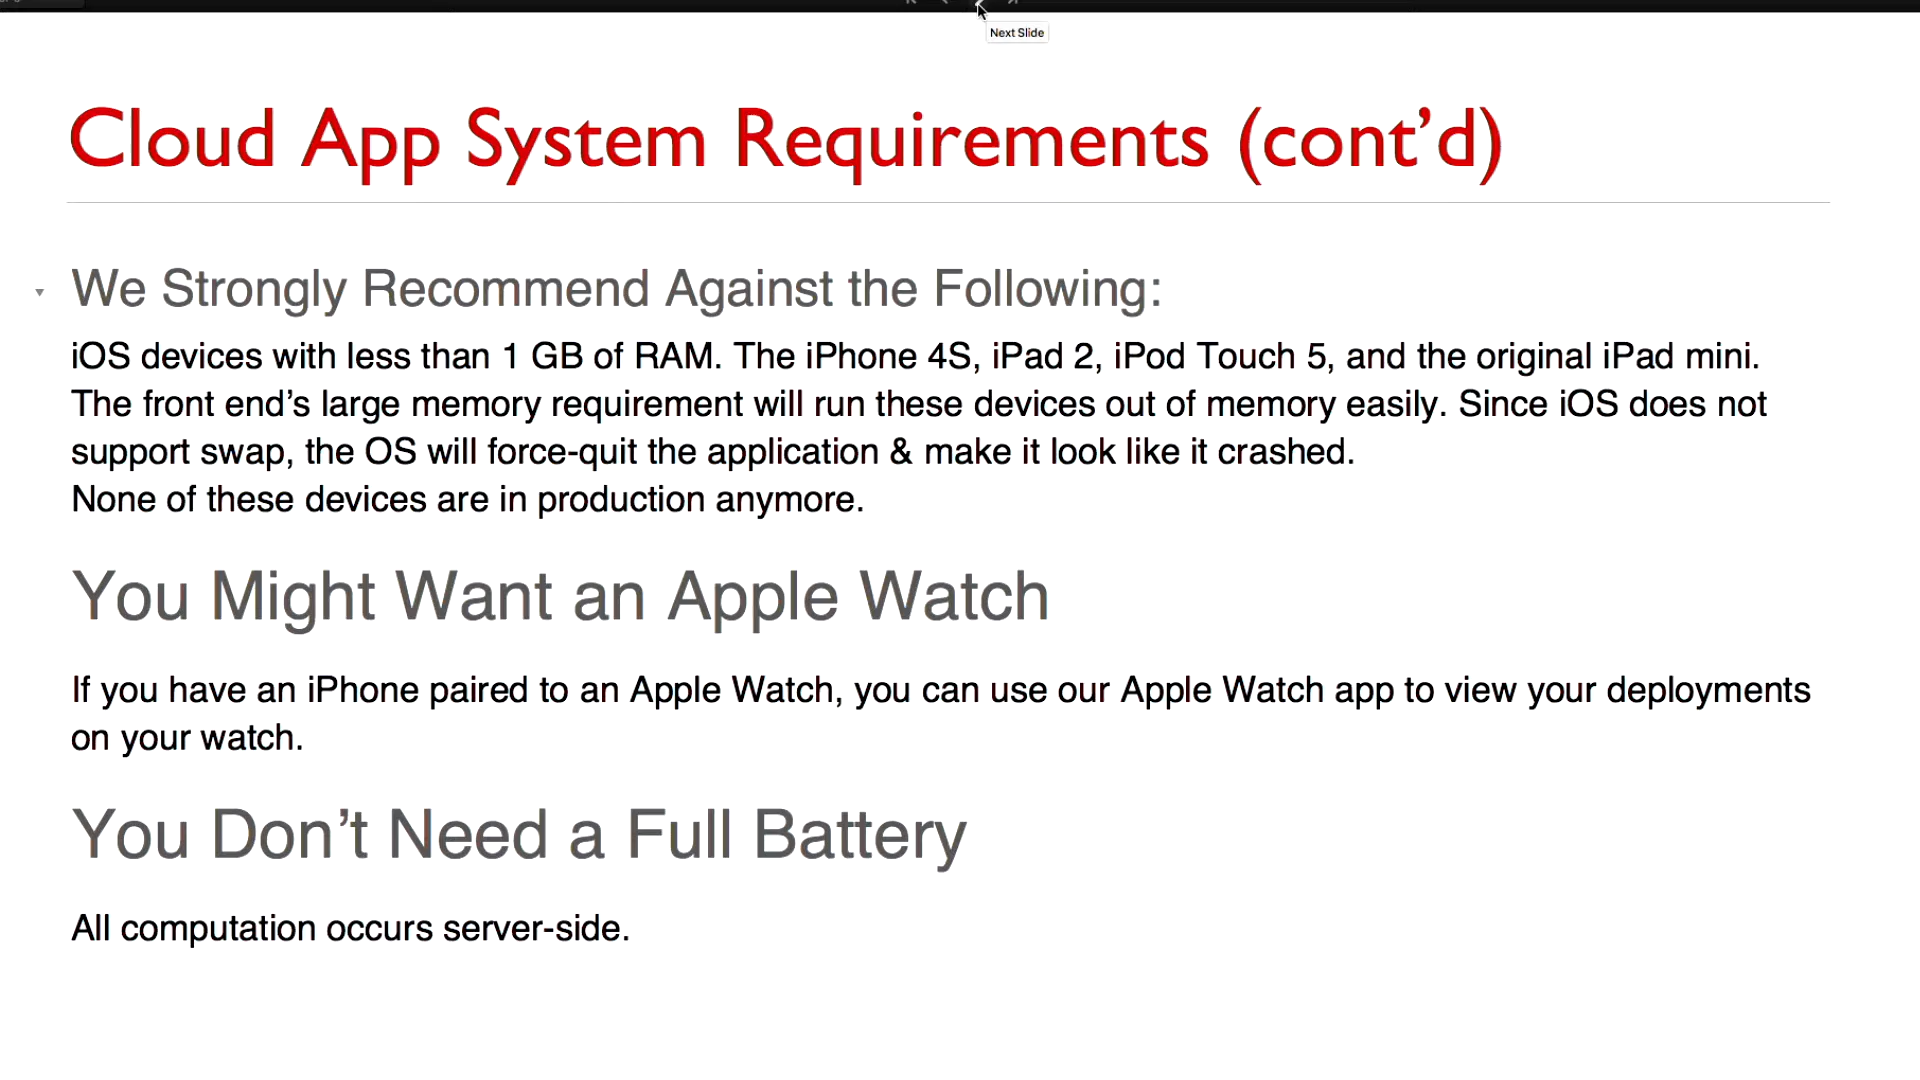 Next Slide
Cloud App System Requirements (cont’d)
We Strongly Recommend Against the Following:
iOS devices with less than 1 GB of RAM. The iPhone 4S, iPad 2, iPod Touch 5, and the original iPad mini.
The front end’s large memory requirement will run these devices out of memory easily. Since iOS does not
support swap, the OS will force-quit the application & make it look like it crashed.
None of these devices are in production anymore.
You Might Want an Apple Watch
If you have an iPhone paired to an Apple Watch, you can use our Apple Watch app to view your deployments
on your watch.
You Don’t Need a Full Battery
All computation occurs server-side.